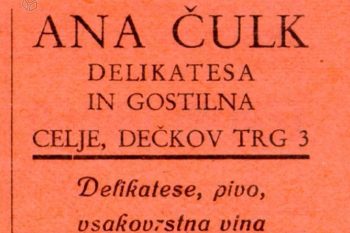 ANA ČULK
DELIKATESA
IN GOSTILNA
CELJE, DEČKOV TRG 3
Delikatese, pivo,
vsakovrstna vina